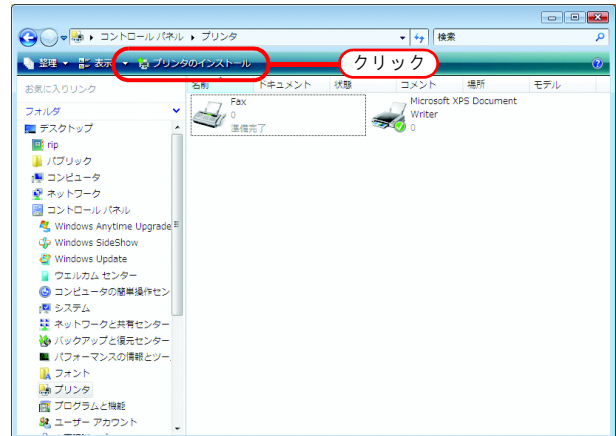 コントロール パネル ▸ プリンタ
検索
整理 表示 プリンタのインストール
クリック
お気に入りリンク
名前 ドキュメント 状態 コメント 場所 モデル
フォルダ
Fax
0
準備完了
Microsoft XPS Document
Writer
0
デスクトップ
rip
パブリック
コンピュータ
ネットワーク
コントロール パネル
Windows Anytime Upgrade
Windows SideShow
Windows Update
ウエルカム センター
コンピュータの簡単操作セン
システム
ネットワークと共有センター
バックアップと復元センター
パフォーマンスの情報とツー
フォント
プリンタ
プログラムと機能
ユーザー アカウント